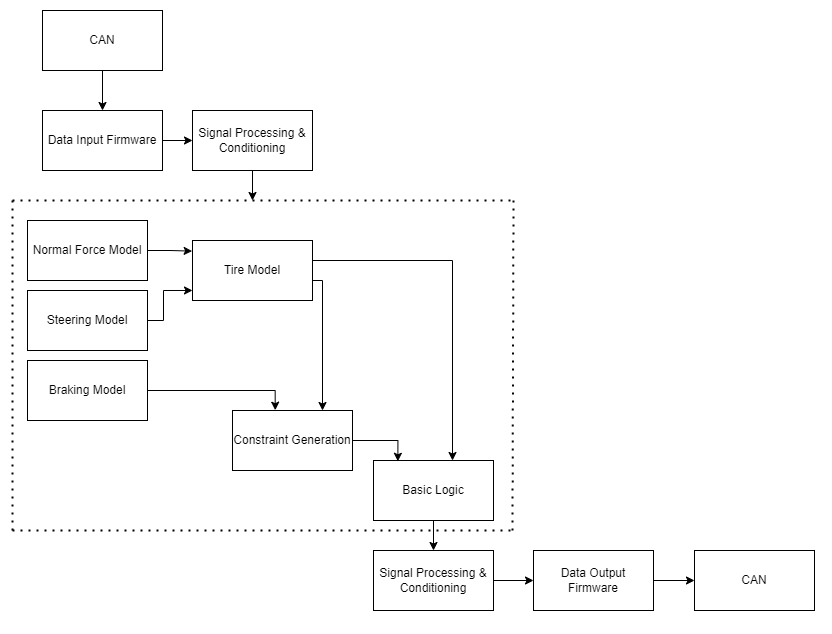 CAN
Data Input Firmware
Signal Processing &
Conditioning
Normal Force Model
Tire Model
Steering Model
Braking Model
Constraint Generation
Basic Logic
Signal Processing &
Conditioning
Data Output
Firmware
CAN